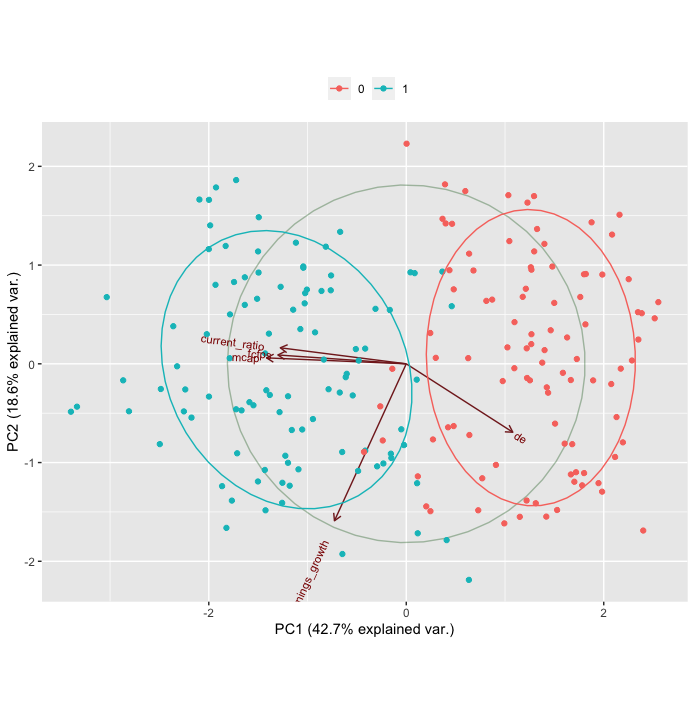 0 1
2
1
0
-1
-2
PC2 (18.6% explained var.)
current_ratio
mcap
de
nings_growth
-2 0 2
PC1 (42.7% explained var.)